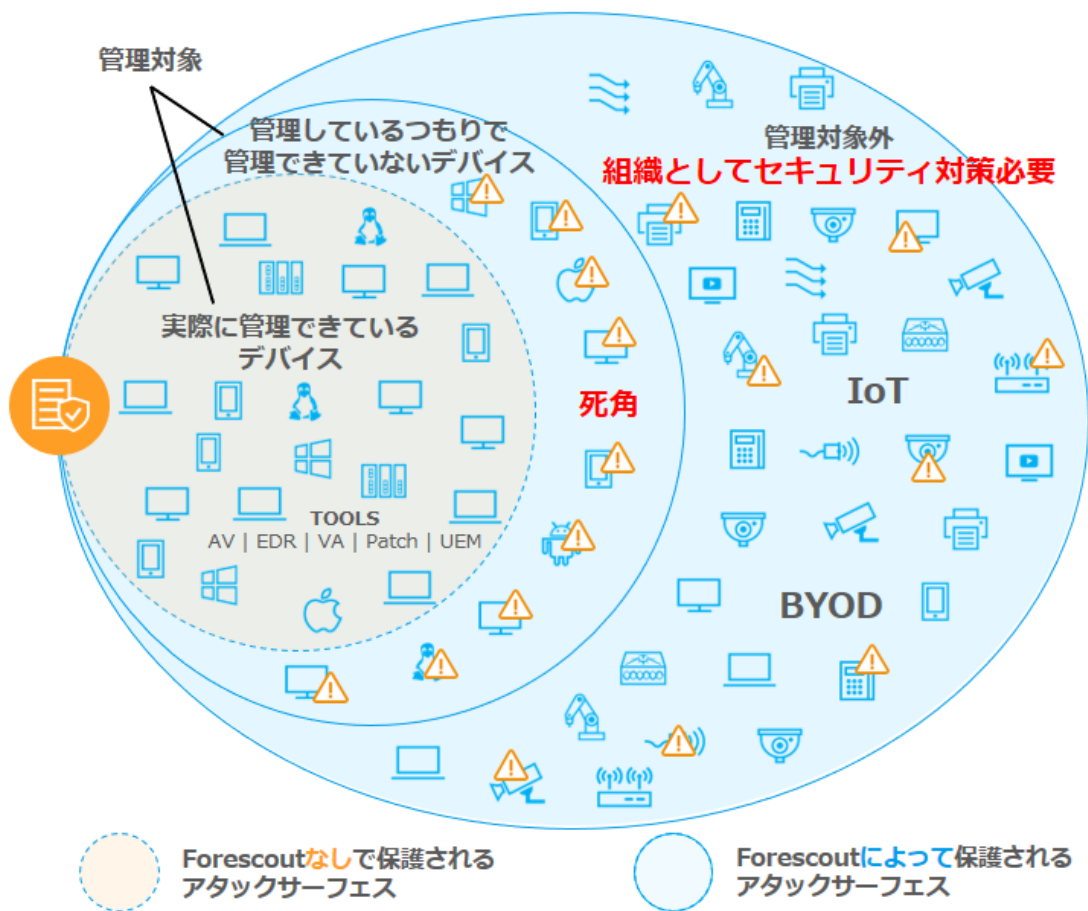 管理対象
管理しているつもりで
管理できていないデバイス
管理対象外
組織としてセキュリティ対策必要
実際に管理できている
デバイス
死角
IoT
TOOLS
AV | EDR | VA | Patch | UEM
BYOD
Forescoutなしで保護される
アタックサーフェス
Forescoutによって保護される
アタックサーフェス